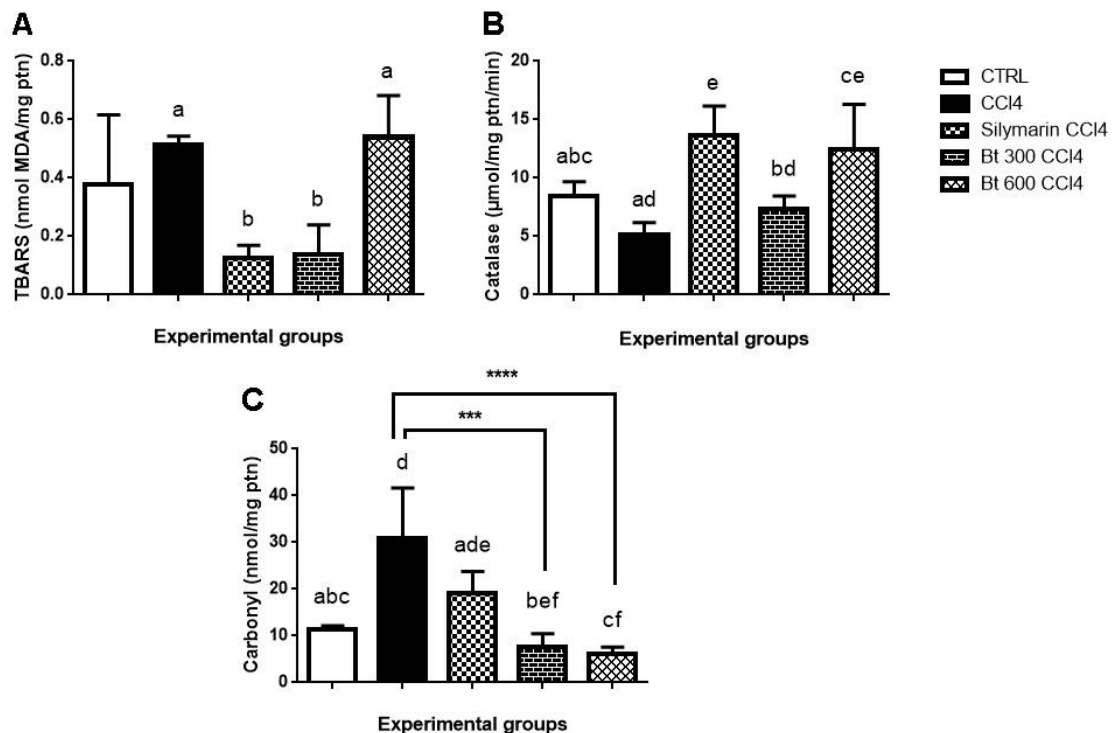 A
TBARS (nmol MDA/mg ptn)
0.8
0.6
0.4
0.2
0.0
a
b
b
a
Experimental groups
B
Catalase (µmol/mg ptn/min)
20
15
10
5
0
abc
ad
e
bd
ce
Experimental groups
CTRL
CCl4
Silymarin CCl4
Bt 300 CCl4
Bt 600 CCl4
C
Carbonyl (nmol/mg ptn)
50
40
30
20
10
0
****
***
abc
d
ade
bef
cf
Experimental groups